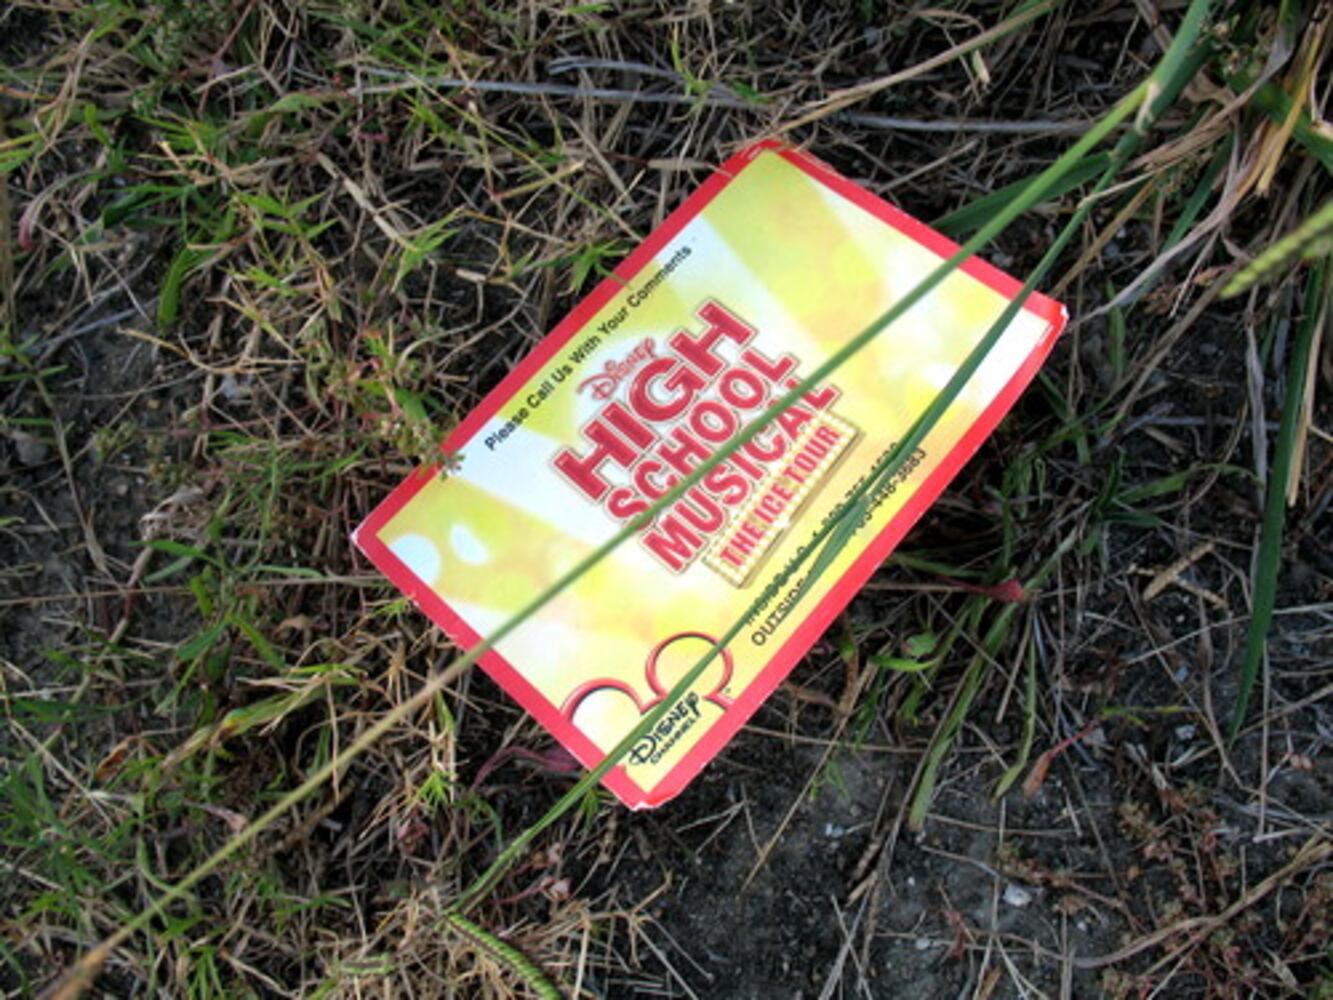 Please Call Us With Your Comments
Disney
HIGH
SCHOOL
MUSICAL
THE ICE TOUR
OUTSIDE
DISNEY
CHANNEL